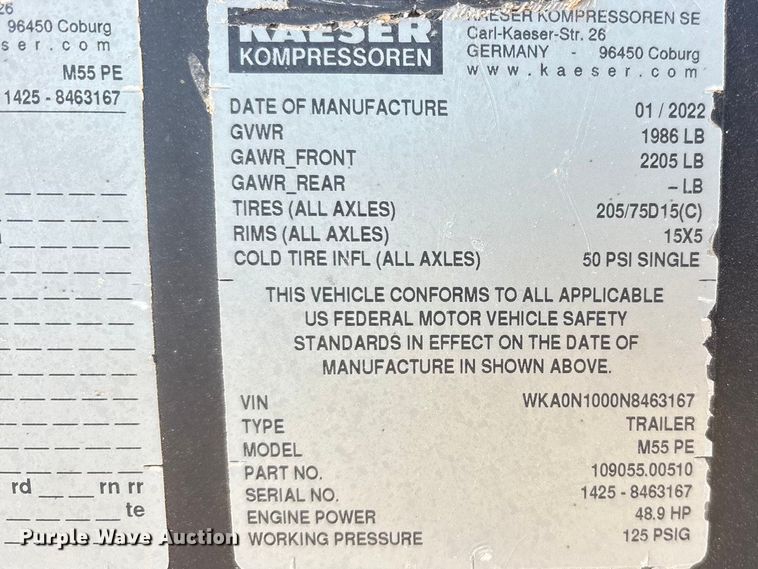 26
96450 Coburg
s e r . c o m
M55 PE
1425 - 8463167
rd ___ rn rr
te
KAESER
KOMPRESSOREN
KAESER KOMPRESSOREN SE
Carl-Kaeser-Str. 26
GERMANY - 96450 Coburg
w w w . k a e s e r . c o m
DATE OF MANUFACTURE 01 / 2022
GVWR 1986 LB
GAWR_FRONT 2205 LB
GAWR_REAR – LB
TIRES (ALL AXLES) 205/75D15(C)
RIMS (ALL AXLES) 15X5
COLD TIRE INFL (ALL AXLES) 50 PSI SINGLE
THIS VEHICLE CONFORMS TO ALL APPLICABLE
US FEDERAL MOTOR VEHICLE SAFETY
STANDARDS IN EFFECT ON THE DATE OF
MANUFACTURE IN SHOWN ABOVE.
VIN WKA0N1000N8463167
TYPE TRAILER
MODEL M55 PE
PART NO. 109055.00510
SERIAL NO. 1425 - 8463167
ENGINE POWER 48.9 HP
WORKING PRESSURE 125 PSIG
Purple Wave Auction